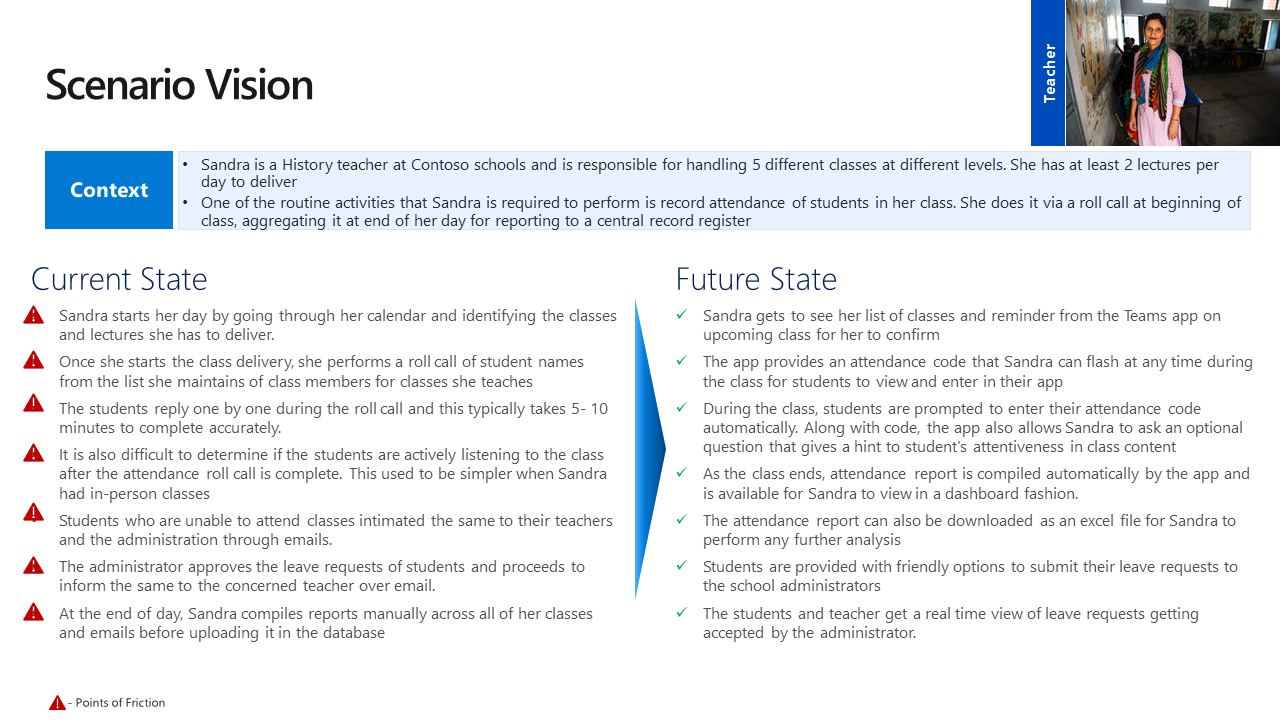 Teacher
Scenario Vision
Context
• Sandra is a History teacher at Contoso schools and is responsible for handling 5 different classes at different levels. She has at least 2 lectures per
day to deliver
• One of the routine activities that Sandra is required to perform is record attendance of students in her class. She does it via a roll call at beginning of
class, aggregating it at end of her day for reporting to a central record register
Current State
Sandra starts her day by going through her calendar and identifying the classes
and lectures she has to deliver.
Once she starts the class delivery, she performs a roll call of student names
from the list she maintains of class members for classes she teaches
The students reply one by one during the roll call and this typically takes 5- 10
minutes to complete accurately.
It is also difficult to determine if the students are actively listening to the class
after the attendance roll call is complete. This used to be simpler when Sandra
had in-person classes
Students who are unable to attend classes intimated the same to their teachers
and the administration through emails.
The administrator approves the leave requests of students and proceeds to
inform the same to the concerned teacher over email.
At the end of day, Sandra compiles reports manually across all of her classes
and emails before uploading it in the database
Future State
✓ Sandra gets to see her list of classes and reminder from the Teams app on
upcoming class for her to confirm
✓ The app provides an attendance code that Sandra can flash at any time during
the class for students to view and enter in their app
✓ During the class, students are prompted to enter their attendance code
automatically. Along with code, the app also allows Sandra to ask an optional
question that gives a hint to student's attentiveness in class content
✓ As the class ends, attendance report is compiled automatically by the app and
is available for Sandra to view in a dashboard fashion.
✓ The attendance report can also be downloaded as an excel file for Sandra to
perform any further analysis
✓ Students are provided with friendly options to submit their leave requests to
the school administrators
✓ The students and teacher get a real time view of leave requests getting
accepted by the administrator.
- Points of Friction